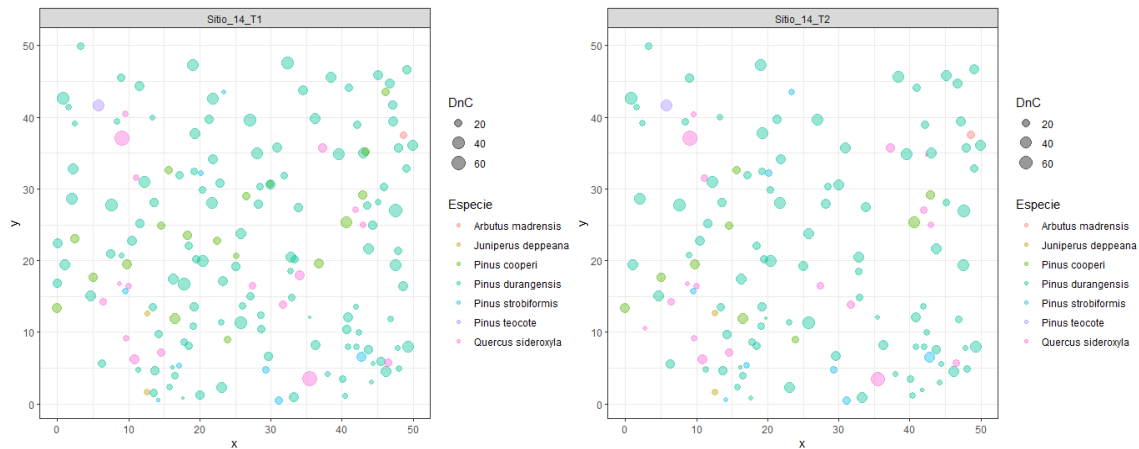 Sitio_14_T1
50
40
30
20
10
0
y
0 10 20 30 40 50
x
DnC
20
40
60
Especie
Arbutus madrensis
Juniperus deppeana
Pinus cooperi
Pinus durangensis
Pinus strobiformis
Pinus teocote
Quercus sideroxyla
Sitio_14_T2
50
40
30
20
10
0
y
0 10 20 30 40 50
x
DnC
20
40
60
Especie
Arbutus madrensis
Juniperus deppeana
Pinus cooperi
Pinus durangensis
Pinus strobiformis
Pinus teocote
Quercus sideroxyla